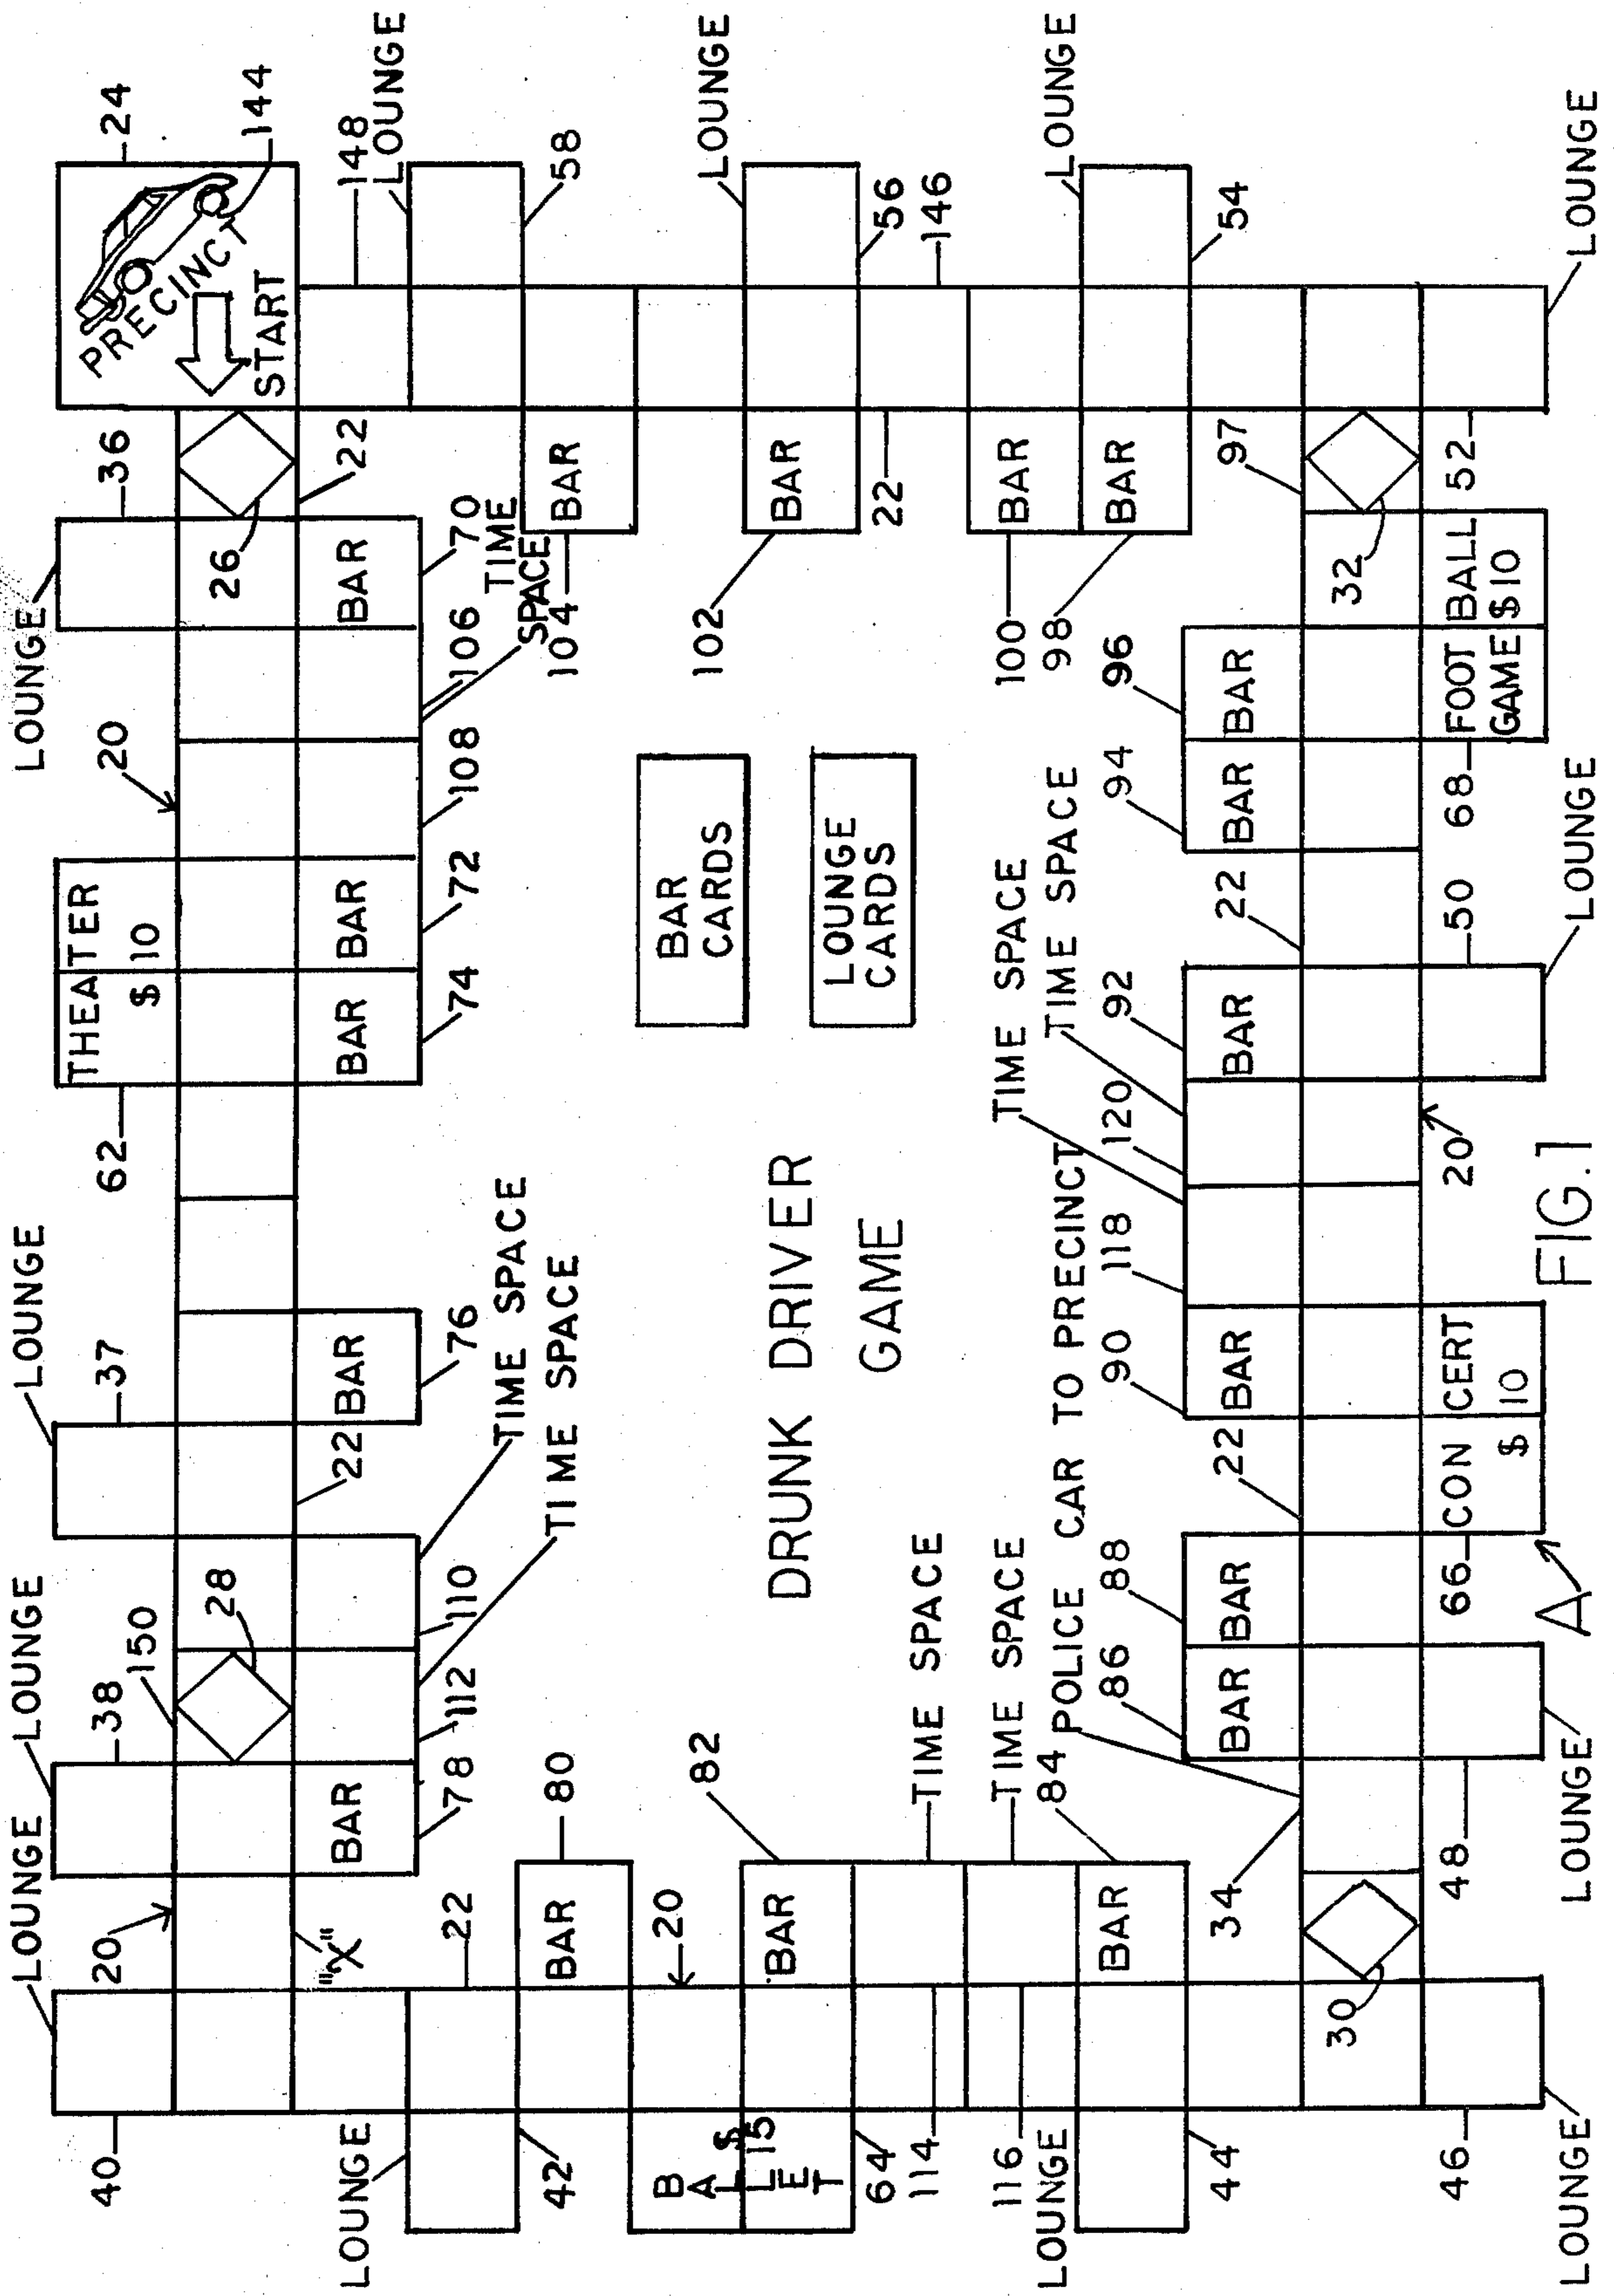 LOUNGE
LOUNGE
LOUNGE
LOUNGE
40
20
38
150
37
62
THEATER
$ 10
20
36
24
PRECINCT
START
144
28
26
"X"
BAR
22
BAR
BAR
BAR
BAR
22
148
LOUNGE
LOUNGE
22
78
112
110
76
74
72
108
106
70
TIME
SPACE
TIME SPACE
TIME SPACE
42
BAR
80
104
BAR
58
BALLET
$15
20
82
BAR
CARDS
102
LOUNGE
BAR
BAR
DRUNK DRIVER
GAME
LOUNGE
CARDS
64
22
56
114
TIME SPACE
146
116
TIME SPACE
TIME SPACE
TIME SPACE
100
BAR
LOUNGE
84
POLICE CAR TO PRECINCT
98
LOUNGE
BAR
86
88
90
118
120
92
94
96
BAR
44
34
BAR
BAR
22
BAR
BAR
22
BAR
BAR
97
54
30
32
46
48
66
CON CERT
$ 10
20
50
68
FOOT BALL
GAME $10
52
LOUNGE
LOUNGE
A
FIG.1
LOUNGE
LOUNGE